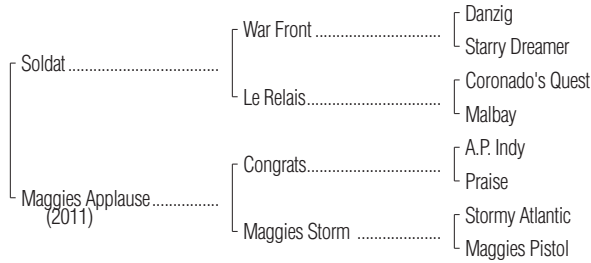 Danzig
War Front
Starry Dreamer
Soldat
Coronado's Quest
Le Relais
Malbay
A.P. Indy
Congrats
Praise
Maggies Applause
(2011)
Stormy Atlantic
Maggies Storm
Maggies Pistol